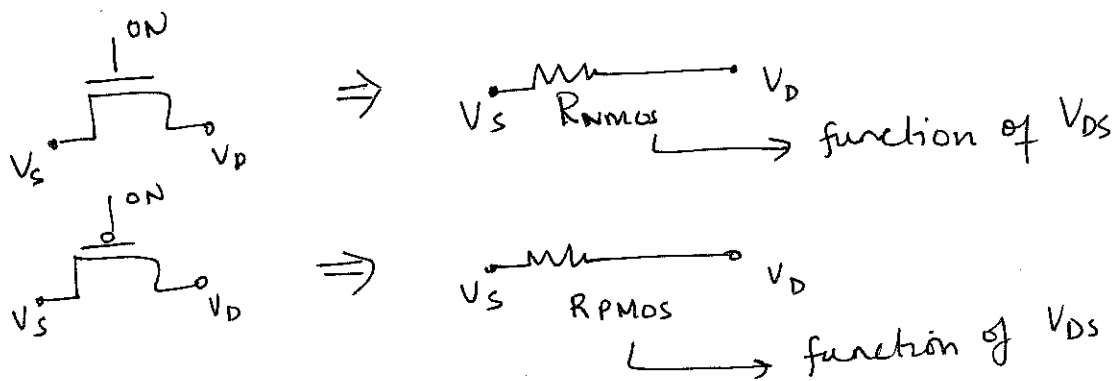 ON
⇒
V_S R_NMOS V_D
V_S V_D
function of V_DS
ON
⇒
V_S R_PMOS V_D
V_S V_D
function of V_DS